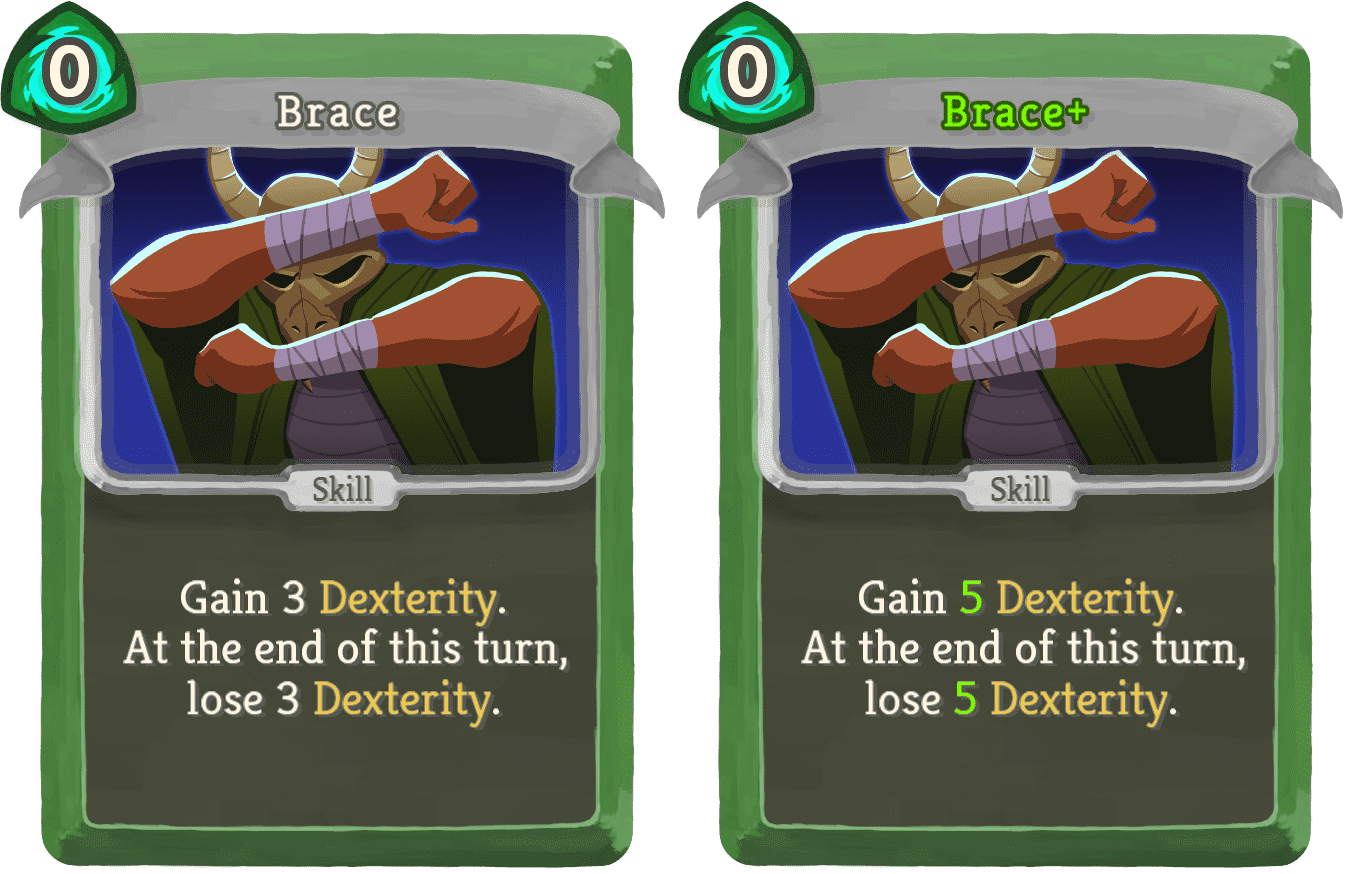 0
Brace
Skill
Gain 3 Dexterity.
At the end of this turn,
lose 3 Dexterity.
0
Brace+
Skill
Gain 5 Dexterity.
At the end of this turn,
lose 5 Dexterity.